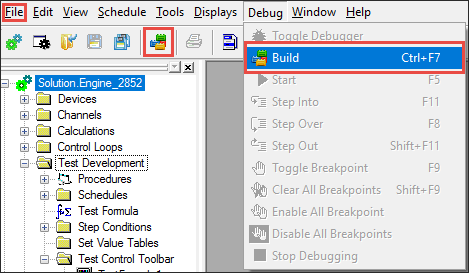 File Edit View Schedule Tools Displays Debug Window Help
Solution.Engine_2852
Devices
Channels
Calculations
Control Loops
Test Development
Procedures
Schedules
Test Formula
Step Conditions
Set Value Tables
Test Control Toolbar
Toggle Debugger
Build Ctrl+F7
Start F5
Step Into F11
Step Over F8
Step Out Shift+F11
Toggle Breakpoint F9
Clear All Breakpoints Shift+F9
Enable All Breakpoints
Disable All Breakpoints
Stop Debugging